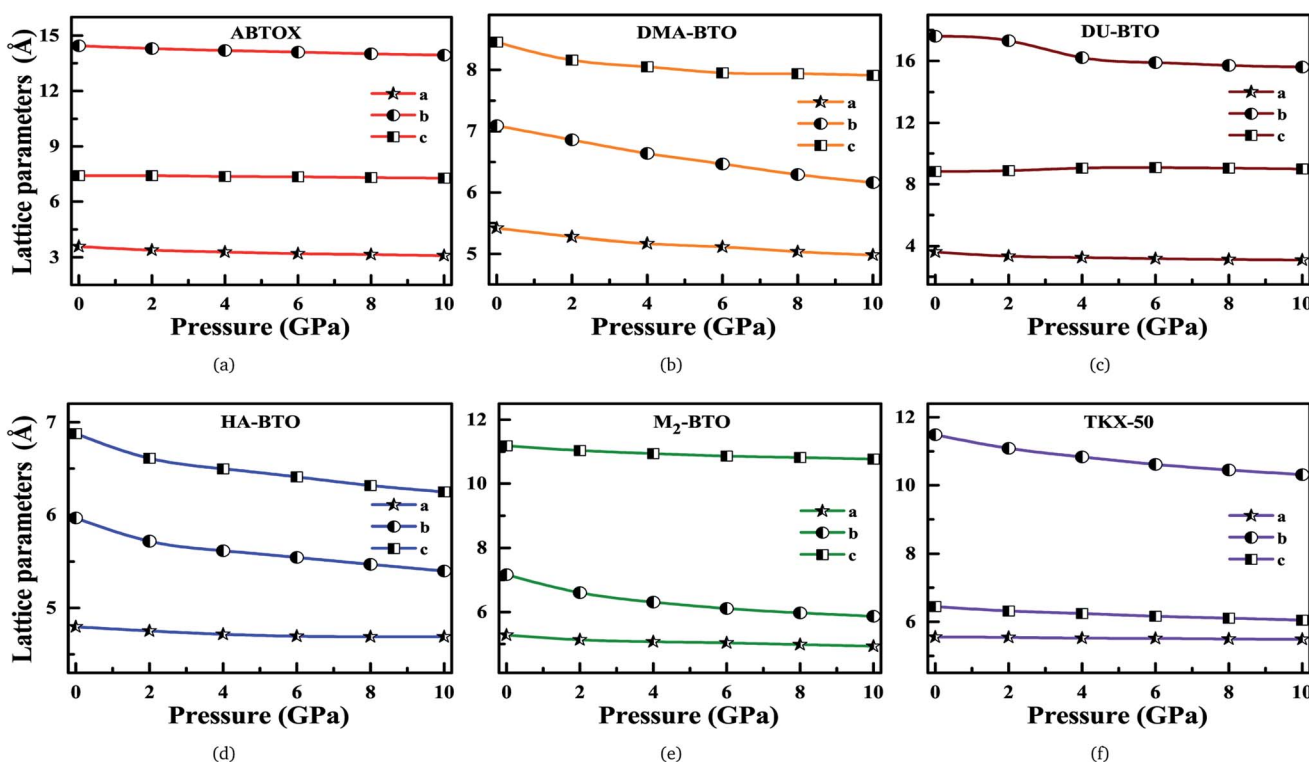 ABTOX
Lattice parameters (Å)
15
12
9
6
3
a
b
c
0 2 4 6 8 10
Pressure (GPa)
(a)
DMA-BTO
8
7
6
5
a
b
c
0 2 4 6 8 10
Pressure (GPa)
(b)
DU-BTO
16
12
8
4
a
b
c
0 2 4 6 8 10
Pressure (GPa)
(c)
HA-BTO
Lattice parameters (Å)
7
6
5
a
b
c
0 2 4 6 8 10
Pressure (GPa)
(d)
M₂-BTO
12
10
8
6
a
b
c
0 2 4 6 8 10
Pressure (GPa)
(e)
TKX-50
12
10
8
6
a
b
c
0 2 4 6 8 10
Pressure (GPa)
(f)